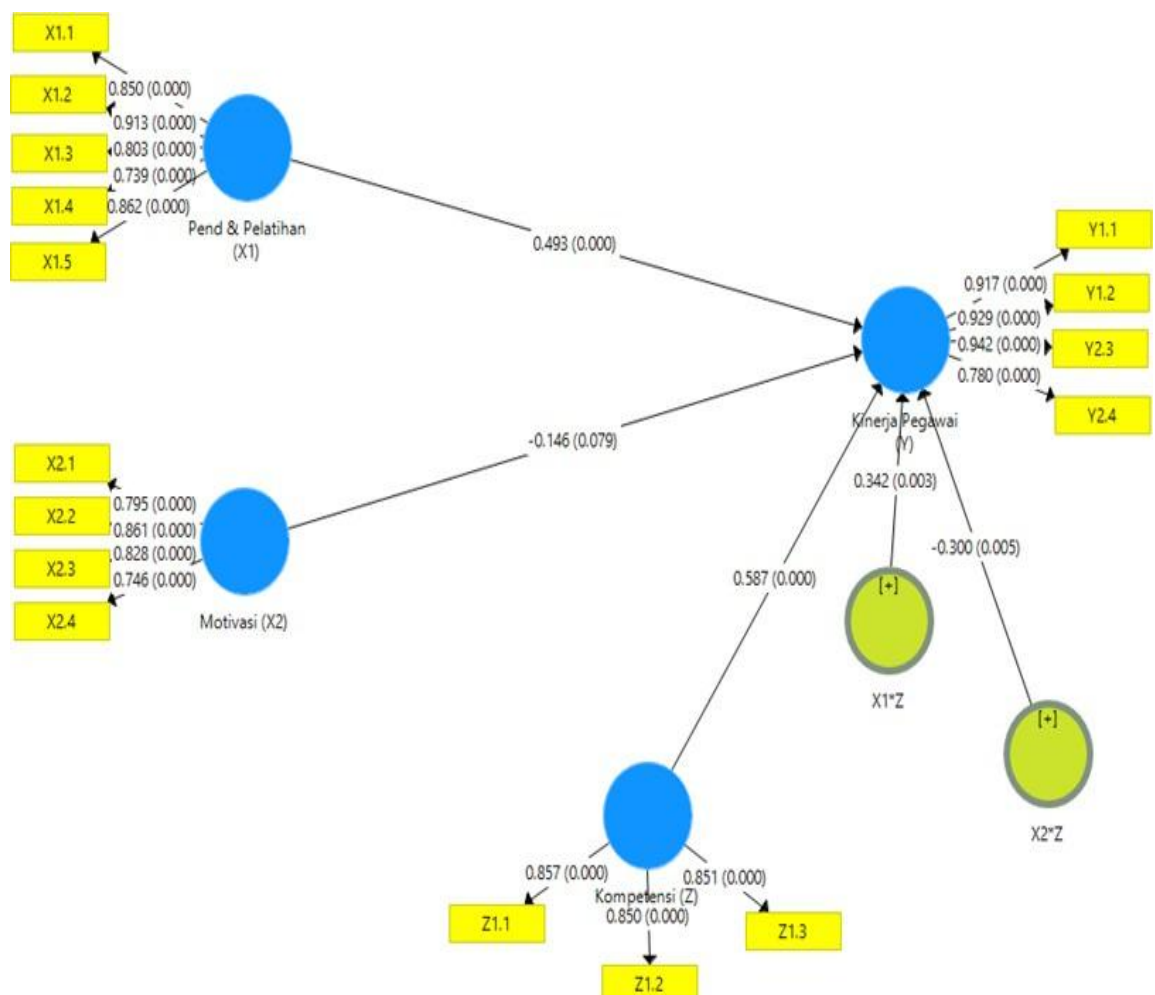 X1.1
0.850 (0.000)
X1.2
0.913 (0.000)
X1.3
0.803 (0.000)
0.739 (0.000)
X1.4
0.862 (0.000)
X1.5
Pend & Pelatihan
(X1)
0.493 (0.000)
Y1.1
0.917 (0.000)
Y1.2
0.929 (0.000)
0.942 (0.000)
Y2.3
0.780 (0.000)
Y2.4
Kinerja Pegawai
(Y)
-0.146 (0.079)
X2.1
0.795 (0.000)
X2.2
0.861 (0.000)
0.828 (0.000)
X2.3
0.746 (0.000)
X2.4
Motivasi (X2)
0.342 (0.003)
-0.300 (0.005)
0.587 (0.000)
[+]
X1*Z
[+]
X2*Z
0.857 (0.000)
0.851 (0.000)
Kompetensi (Z)
0.850 (0.000)
Z1.1
Z1.3
Z1.2